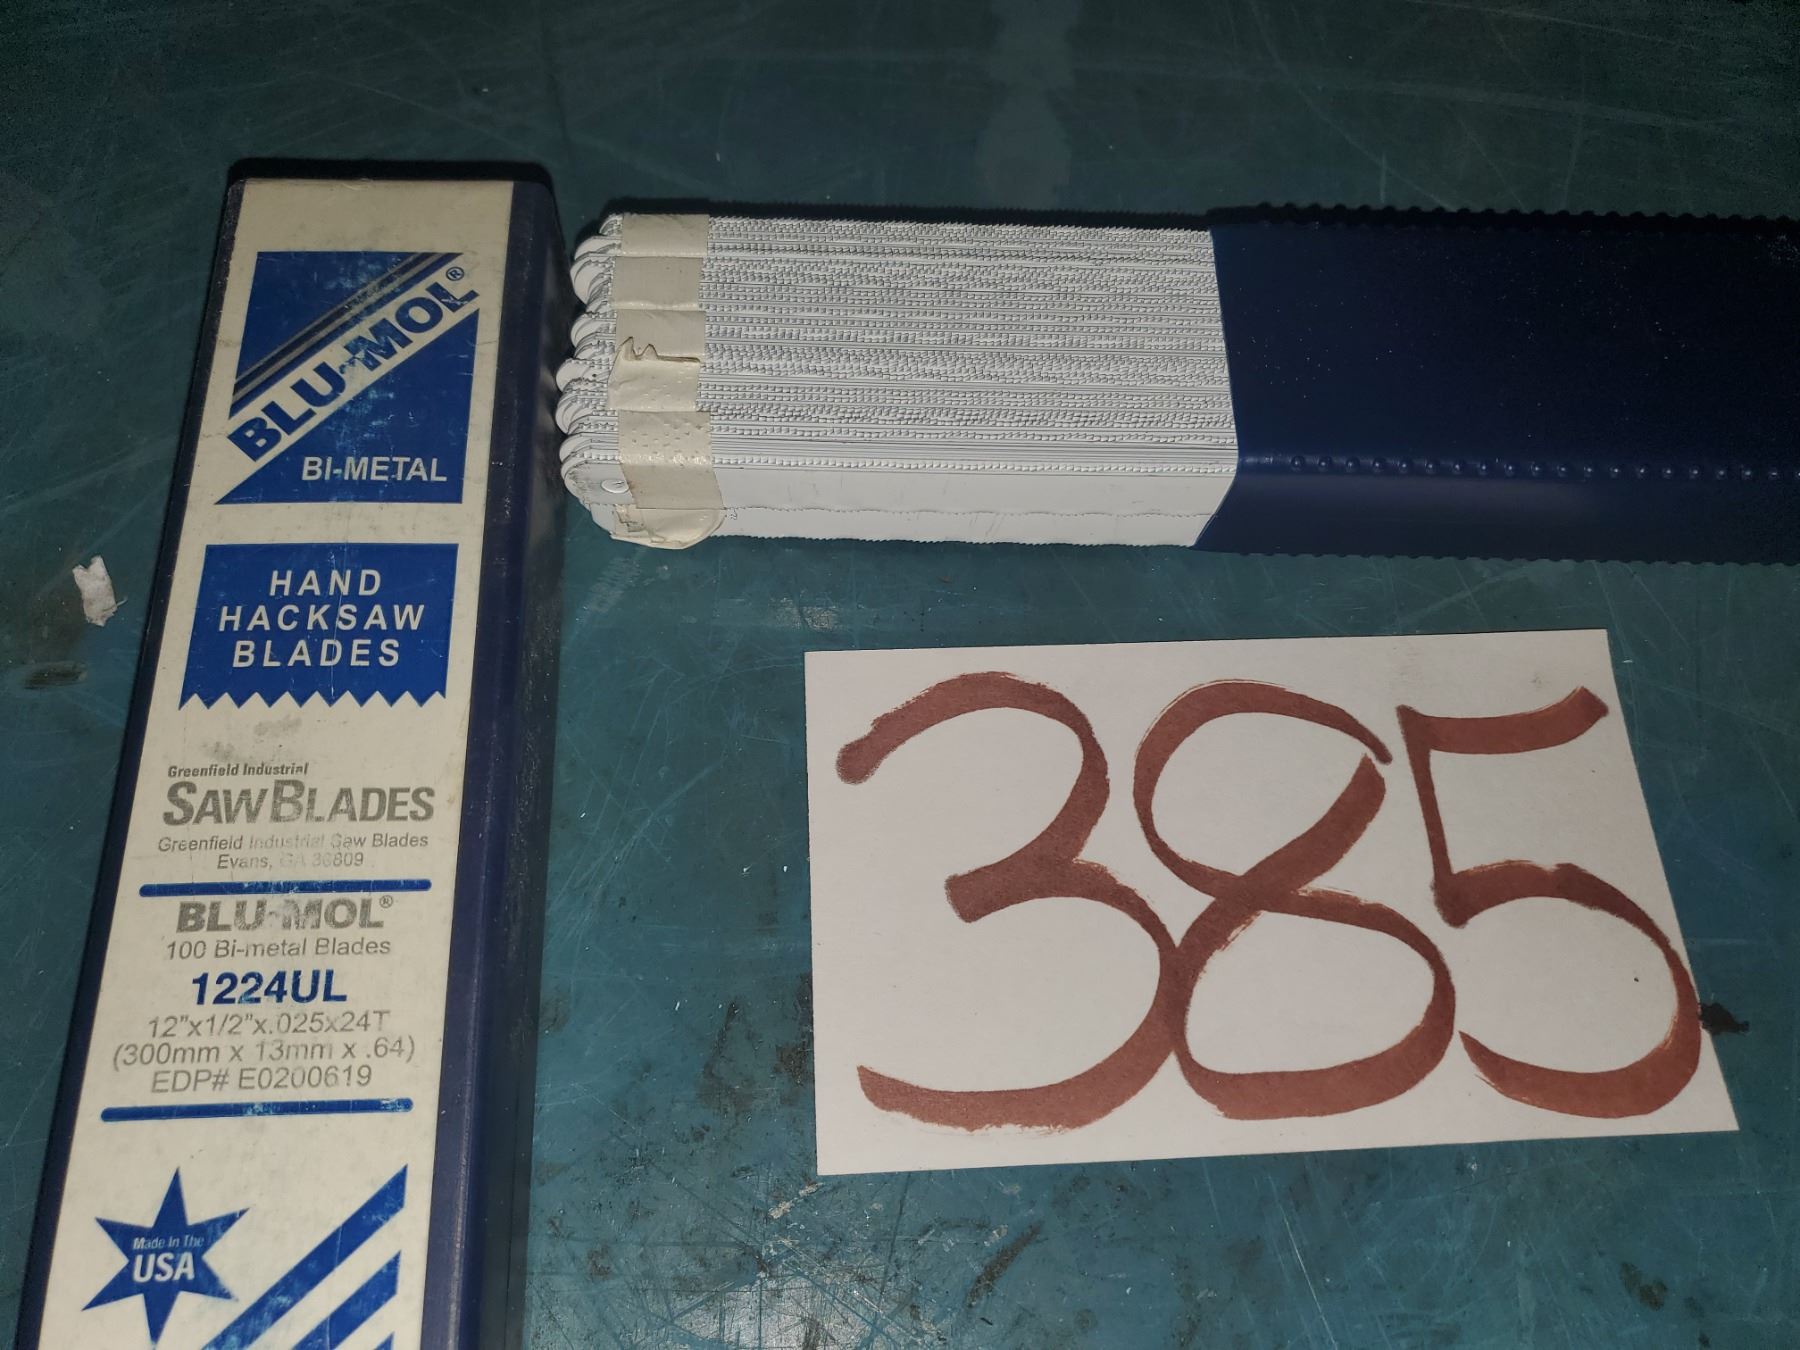 BLU-MOL®
BI-METAL
HAND
HACKSAW
BLADES
Greenfield Industrial
SAWBLADES
Greenfield Industrial Saw Blades
Evans, GA 30809
BLU-MOL®
100 Bi-metal Blades
1224UL
12"x1/2"x.025x24T
(300mm x 13mm x .64)
EDP# E0200619
Made In The
USA
385